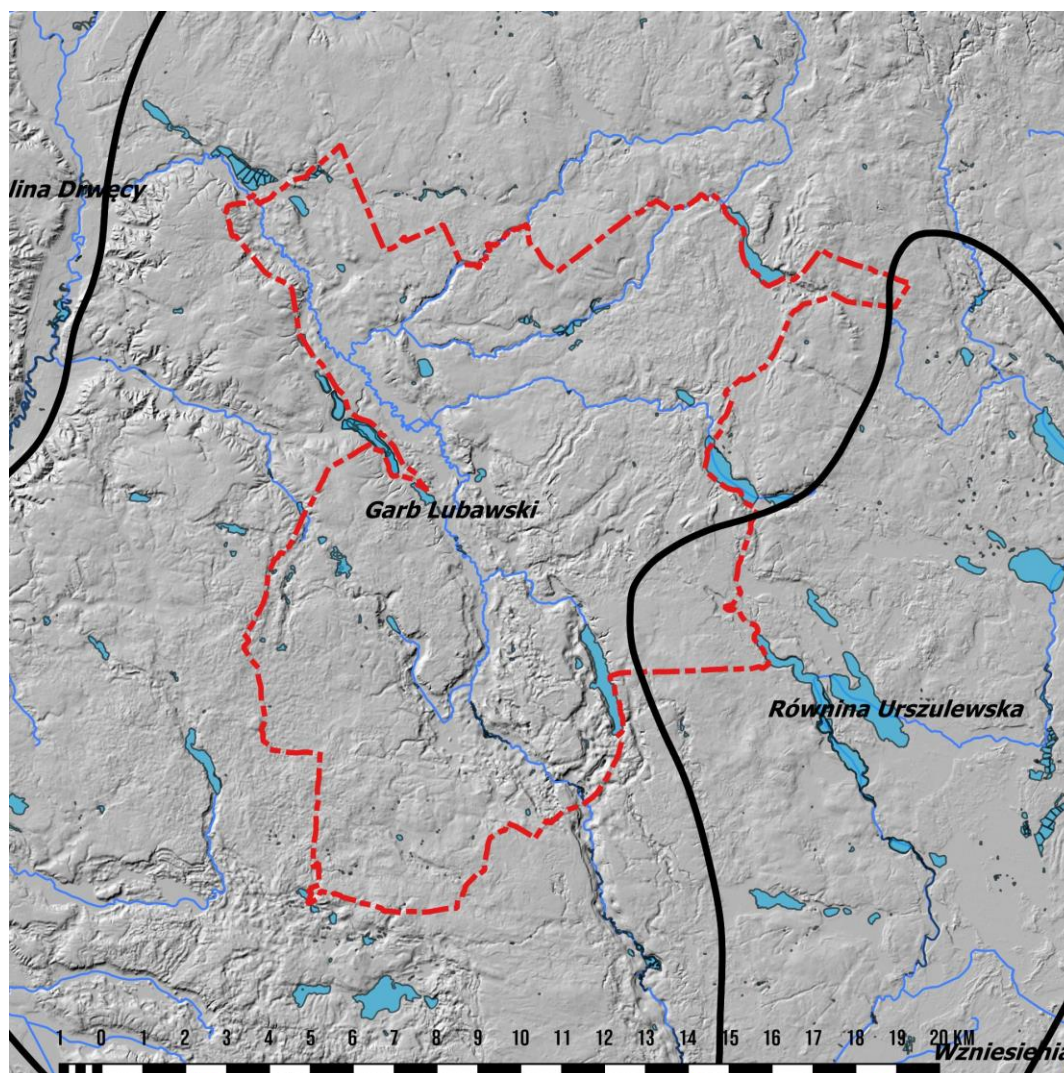 lina Drwęcy
Garb Lubawski
Równina Urszulewska
1 0 1 2 3 4 5 6 7 8 9 10 11 12 13 14 15 16 17 18 19 20 KM
Wzniesienia